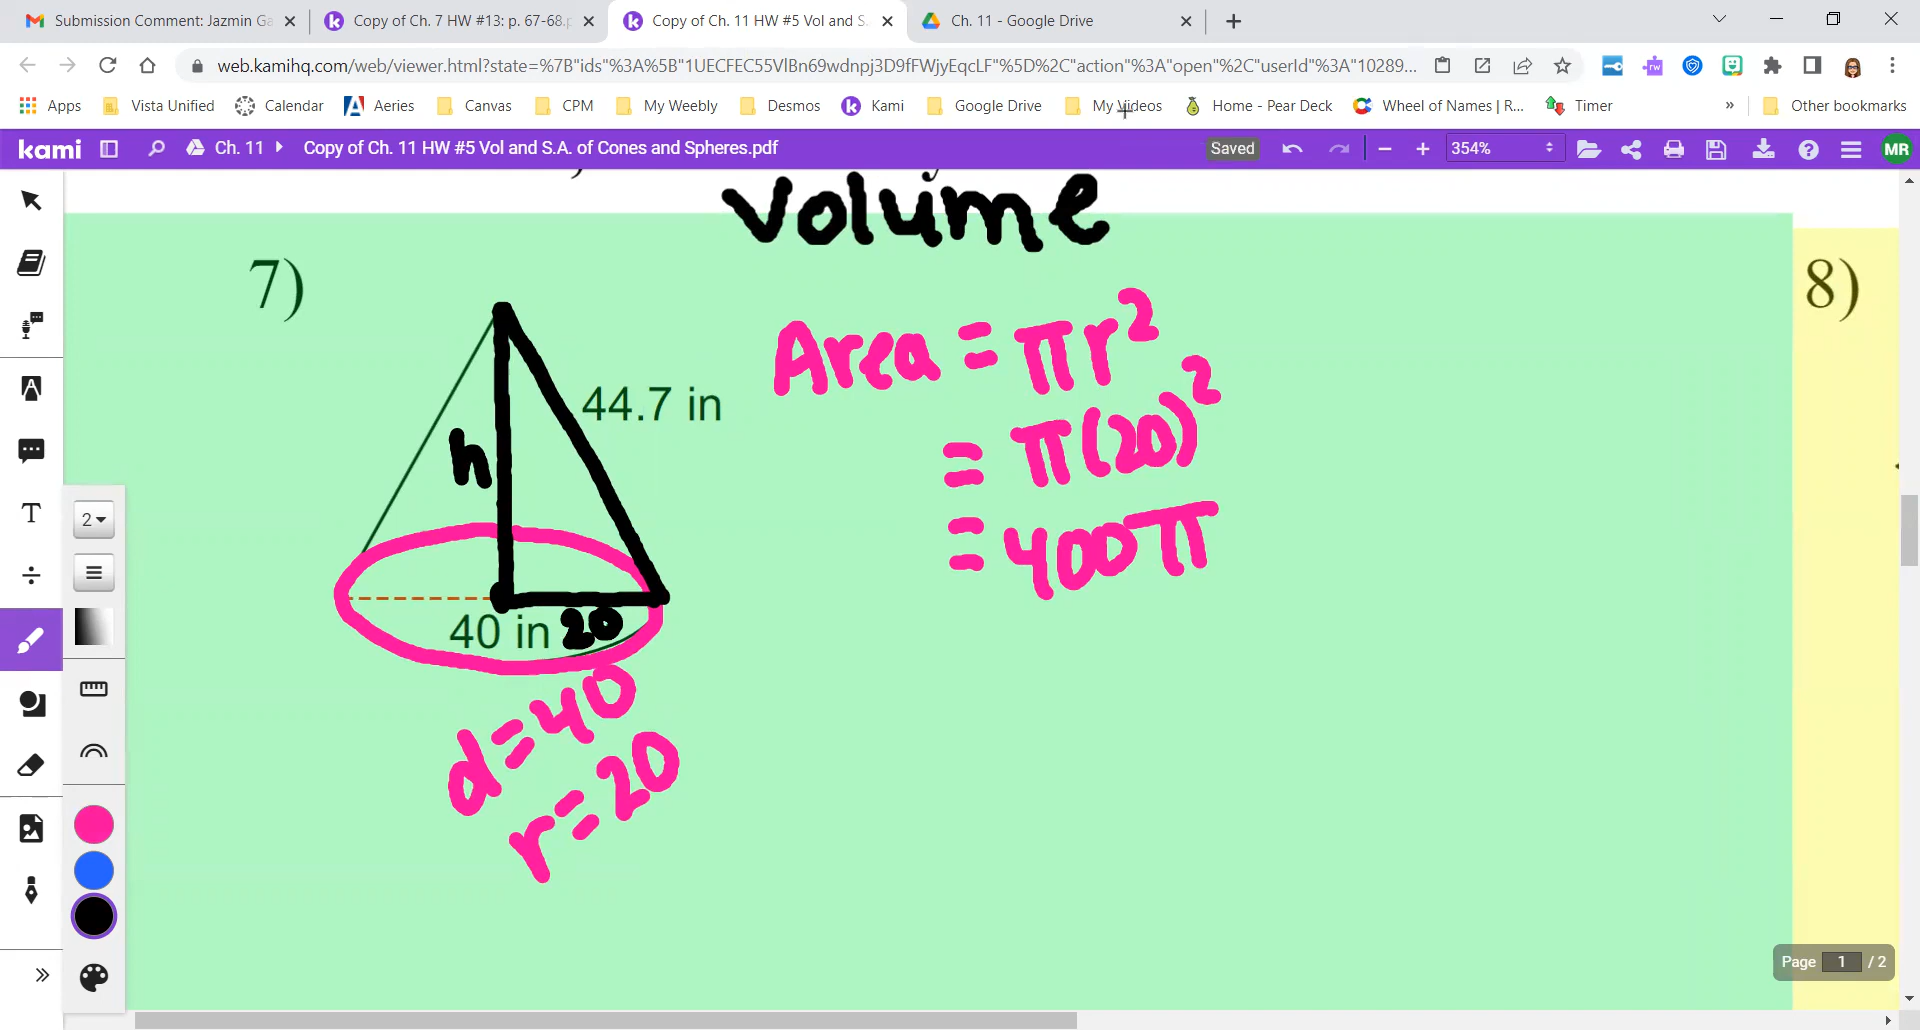 Submission Comment: Jazmin Ga
Copy of Ch. 7 HW #13: p. 67-68.p
Copy of Ch. 11 HW #5 Vol and S.
Ch. 11 - Google Drive
web.kamihq.com/web/viewer.html?state=%7B"ids"%3A%5B"1UECFEC55VlBn69wdnpj3D9fFWjyEqcLF"%5D%2C"action"%3A"open"%2C"userId"%3A"10289...
Apps Vista Unified Calendar Aeries Canvas CPM My Weebly Desmos Kami Google Drive My Videos Home - Pear Deck Wheel of Names | R... Timer » Other bookmarks
kami Ch. 11 Copy of Ch. 11 HW #5 Vol and S.A. of Cones and Spheres.pdf Saved 354% MR
volume
7)
8)
Area = πr²
44.7 in
= π(20)²
h
= 400π
40 in 20
d=40
r=20
2
Page 1 / 2